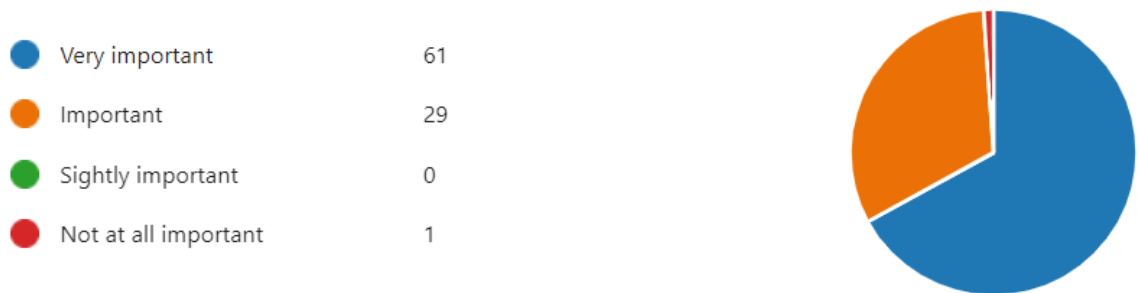 Very important 61
Important 29
Sightly important 0
Not at all important 1